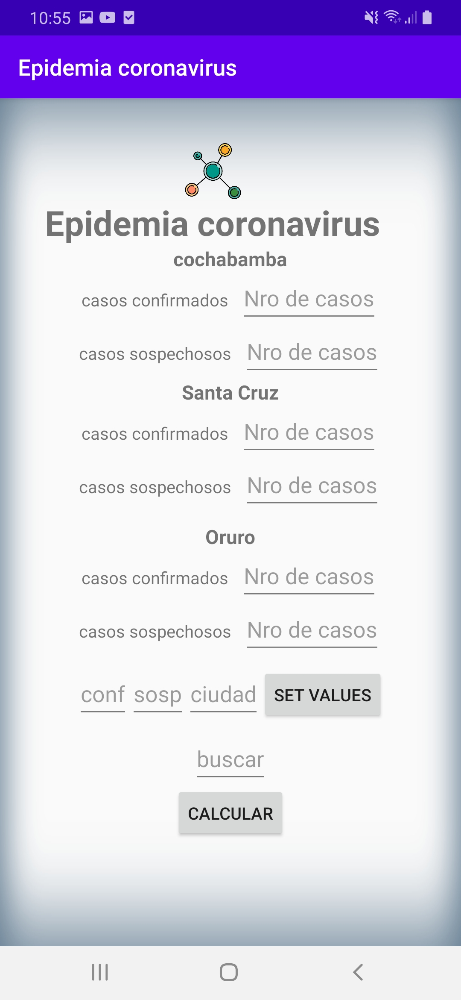 10:55
Epidemia coronavirus
Epidemia coronavirus
cochabamba
casos confirmados Nro de casos
casos sospechosos Nro de casos
Santa Cruz
casos confirmados Nro de casos
casos sospechosos Nro de casos
Oruro
casos confirmados Nro de casos
casos sospechosos Nro de casos
conf sosp ciudad SET VALUES
buscar
CALCULAR